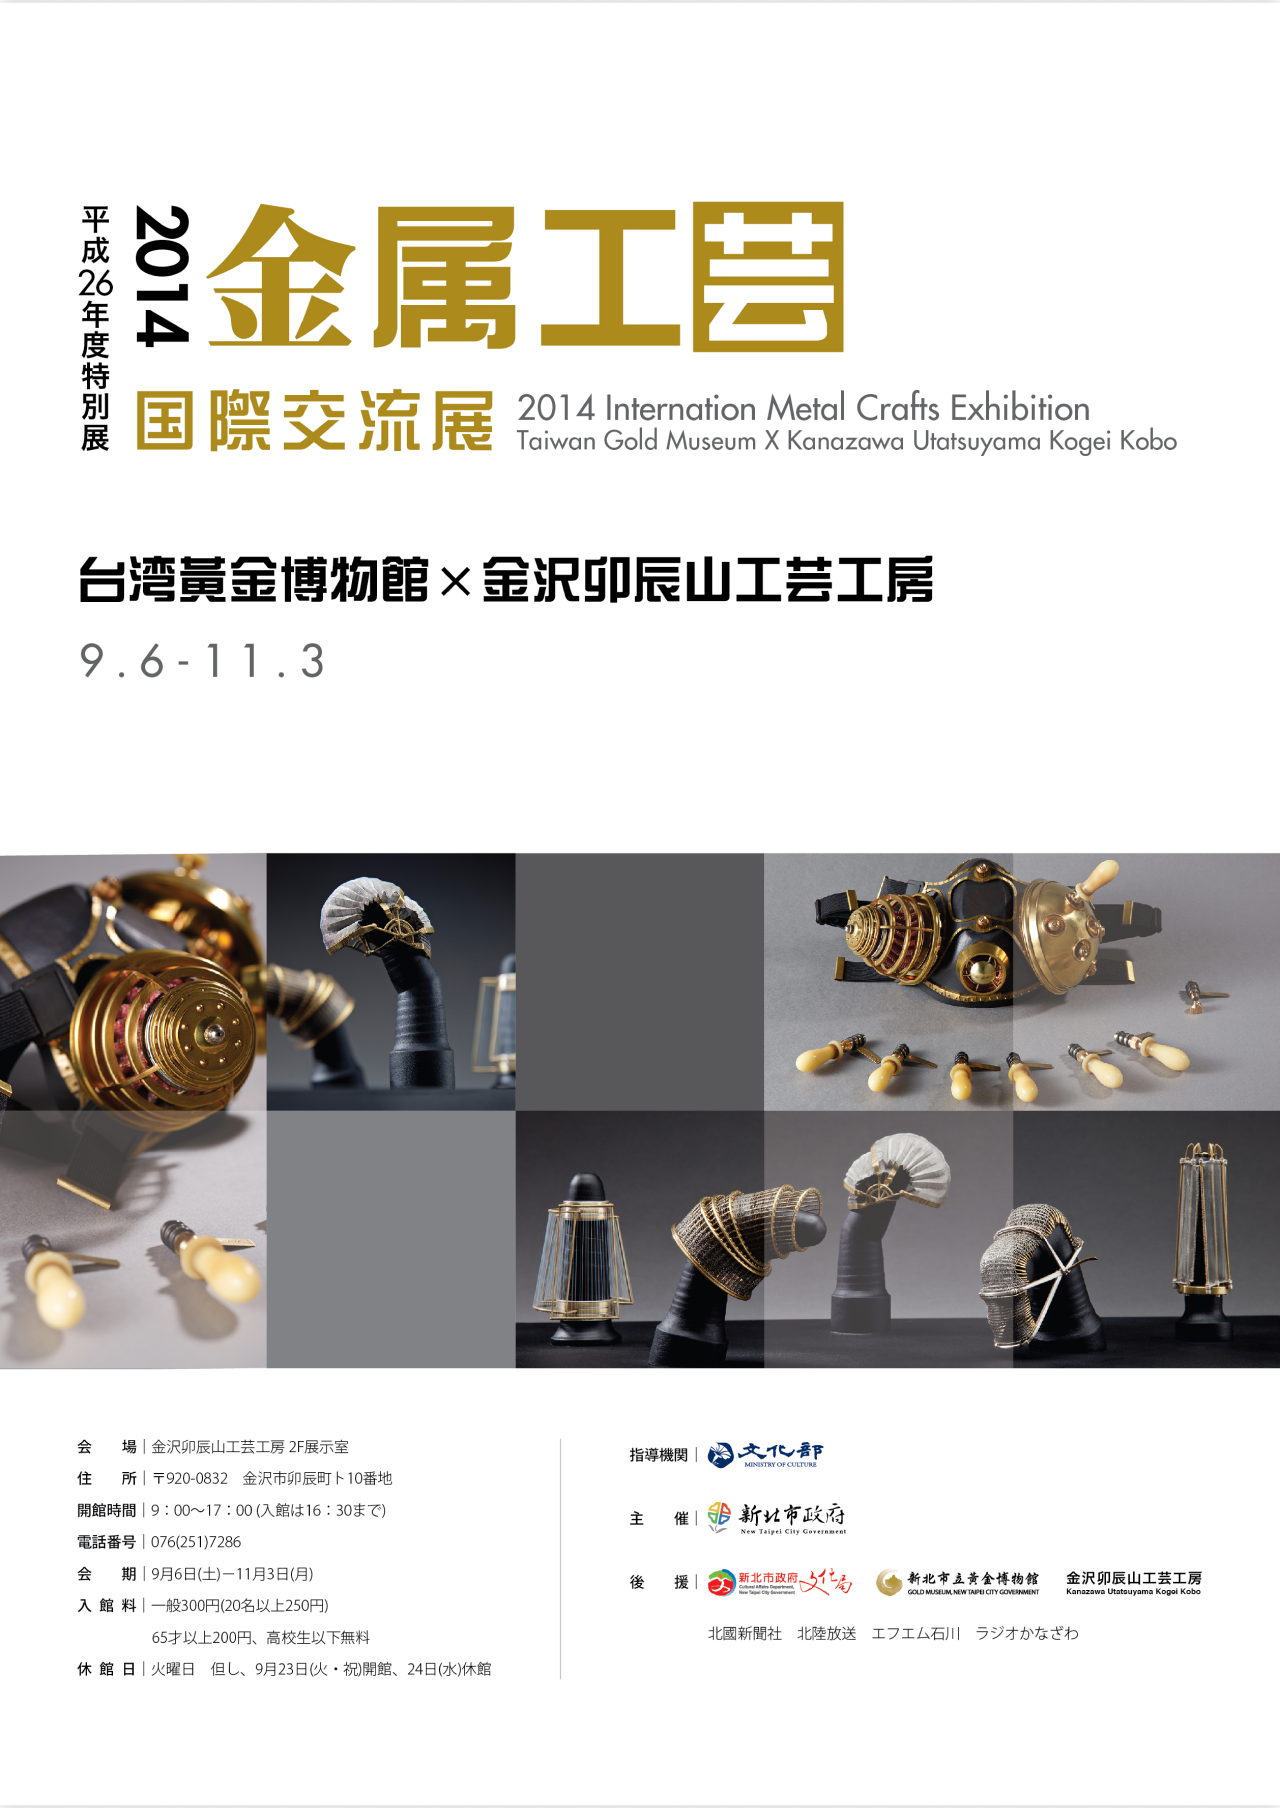 平成26年度特別展
2014
金属工芸
国際交流展
2014 Internation Metal Crafts Exhibition
Taiwan Gold Museum X Kanazawa Utatsuyama Kogei Kobo
台湾黃金博物館×金沢卯辰山工芸工房
9.6-11.3
会 場｜金沢卯辰山工芸工房 2F展示室
住 所｜〒920-0832 金沢市卯辰町ト10番地
開館時間｜9：00～17：00 (入館は16：30まで)
電話番号｜076(251)7286
会 期｜9月6日(土)－11月3日(月)
入 館 料｜一般300円(20名以上250円)
65才以上200円、高校生以下無料
休 館 日｜火曜日 但し、9月23日(火・祝)開館、24日(水)休館
指導機関｜文化部
MINISTRY OF CULTURE
主 催｜新北市政府
New Taipei City Government
後 援｜新北市政府文化局 新北市立黃金博物館 金沢卯辰山工芸工房
Cultural Affairs Department, New Taipei City Government
GOLD MUSEUM, NEW TAIPEI CITY GOVERNMENT
Kanazawa Utatsuyama Kogei Kobo
北國新聞社 北陸放送 エフエム石川 ラジオかなざわ